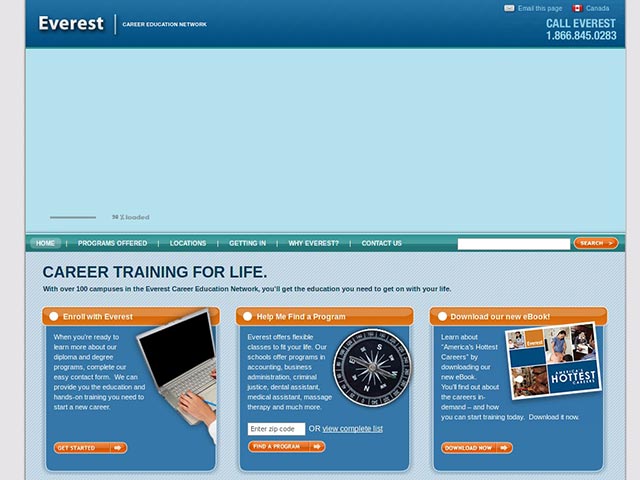 Email this page
Canada
Everest
CAREER EDUCATION NETWORK
CALL EVEREST
1.866.845.0283
98 % loaded
HOME | PROGRAMS OFFERED | LOCATIONS | GETTING IN | WHY EVEREST? | CONTACT US
SEARCH >
CAREER TRAINING FOR LIFE.
With over 100 campuses in the Everest Career Education Network, you'll get the education you need to get on with your life.
Enroll with Everest
When you're ready to
learn more about our
diploma and degree
programs, complete our
easy contact form. We can
provide you the education and
hands-on training you need to
start a new career.
GET STARTED
Help Me Find a Program
Everest offers flexible
classes to fit your life. Our
schools offer programs in
accounting, business
administration, criminal
justice, dental assistant,
medical assistant, massage
therapy and much more.
N
E
S
W
Enter zip code OR view complete list
FIND A PROGRAM
Download our new eBook!
Learn about
"America's Hottest
Careers" by
downloading our
new eBook.
You'll find out about
the careers in-
demand – and how
you can start training today. Download it now.
Everest
AMERICA'S
HOTTEST
CAREERS
DOWNLOAD NOW